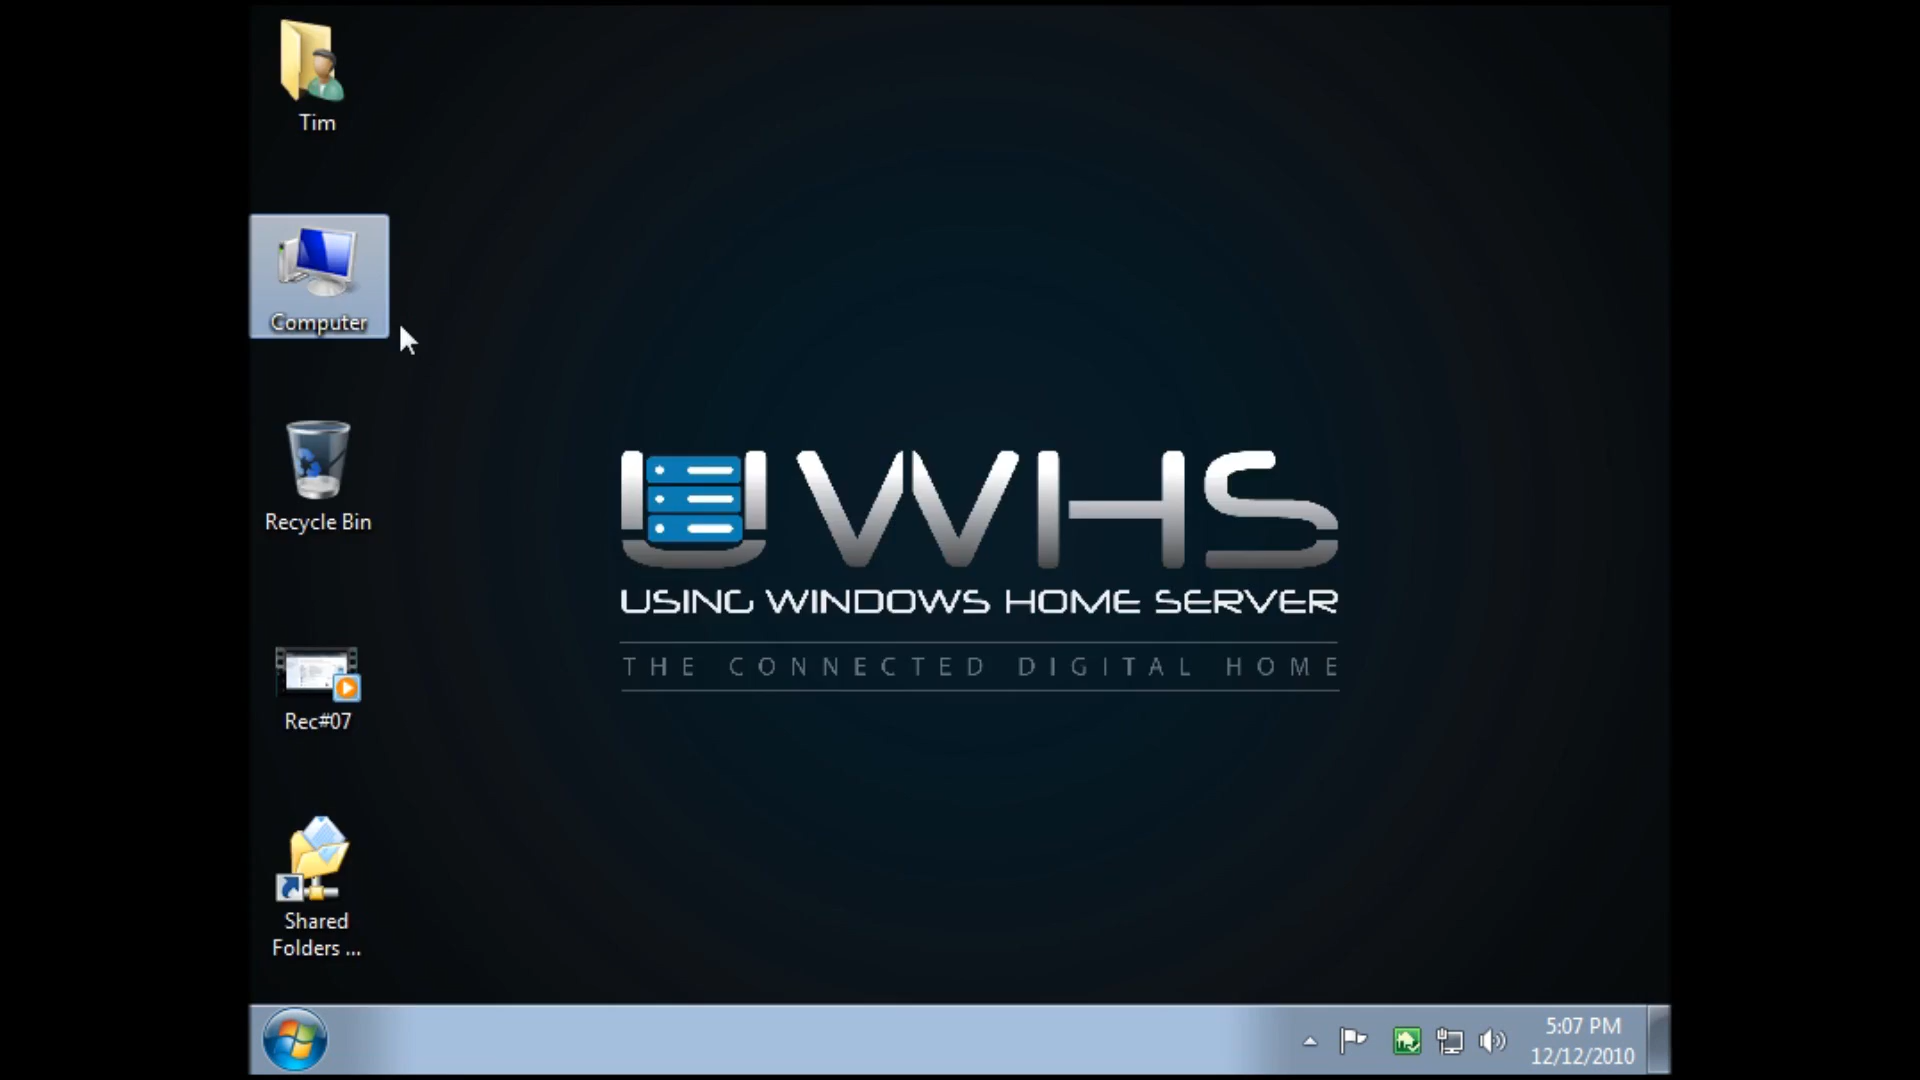 Tim
Computer
Recycle Bin
Rec#07
Shared
Folders ...
UWHS
USING WINDOWS HOME SERVER
THE CONNECTED DIGITAL HOME
5:07 PM
12/12/2010